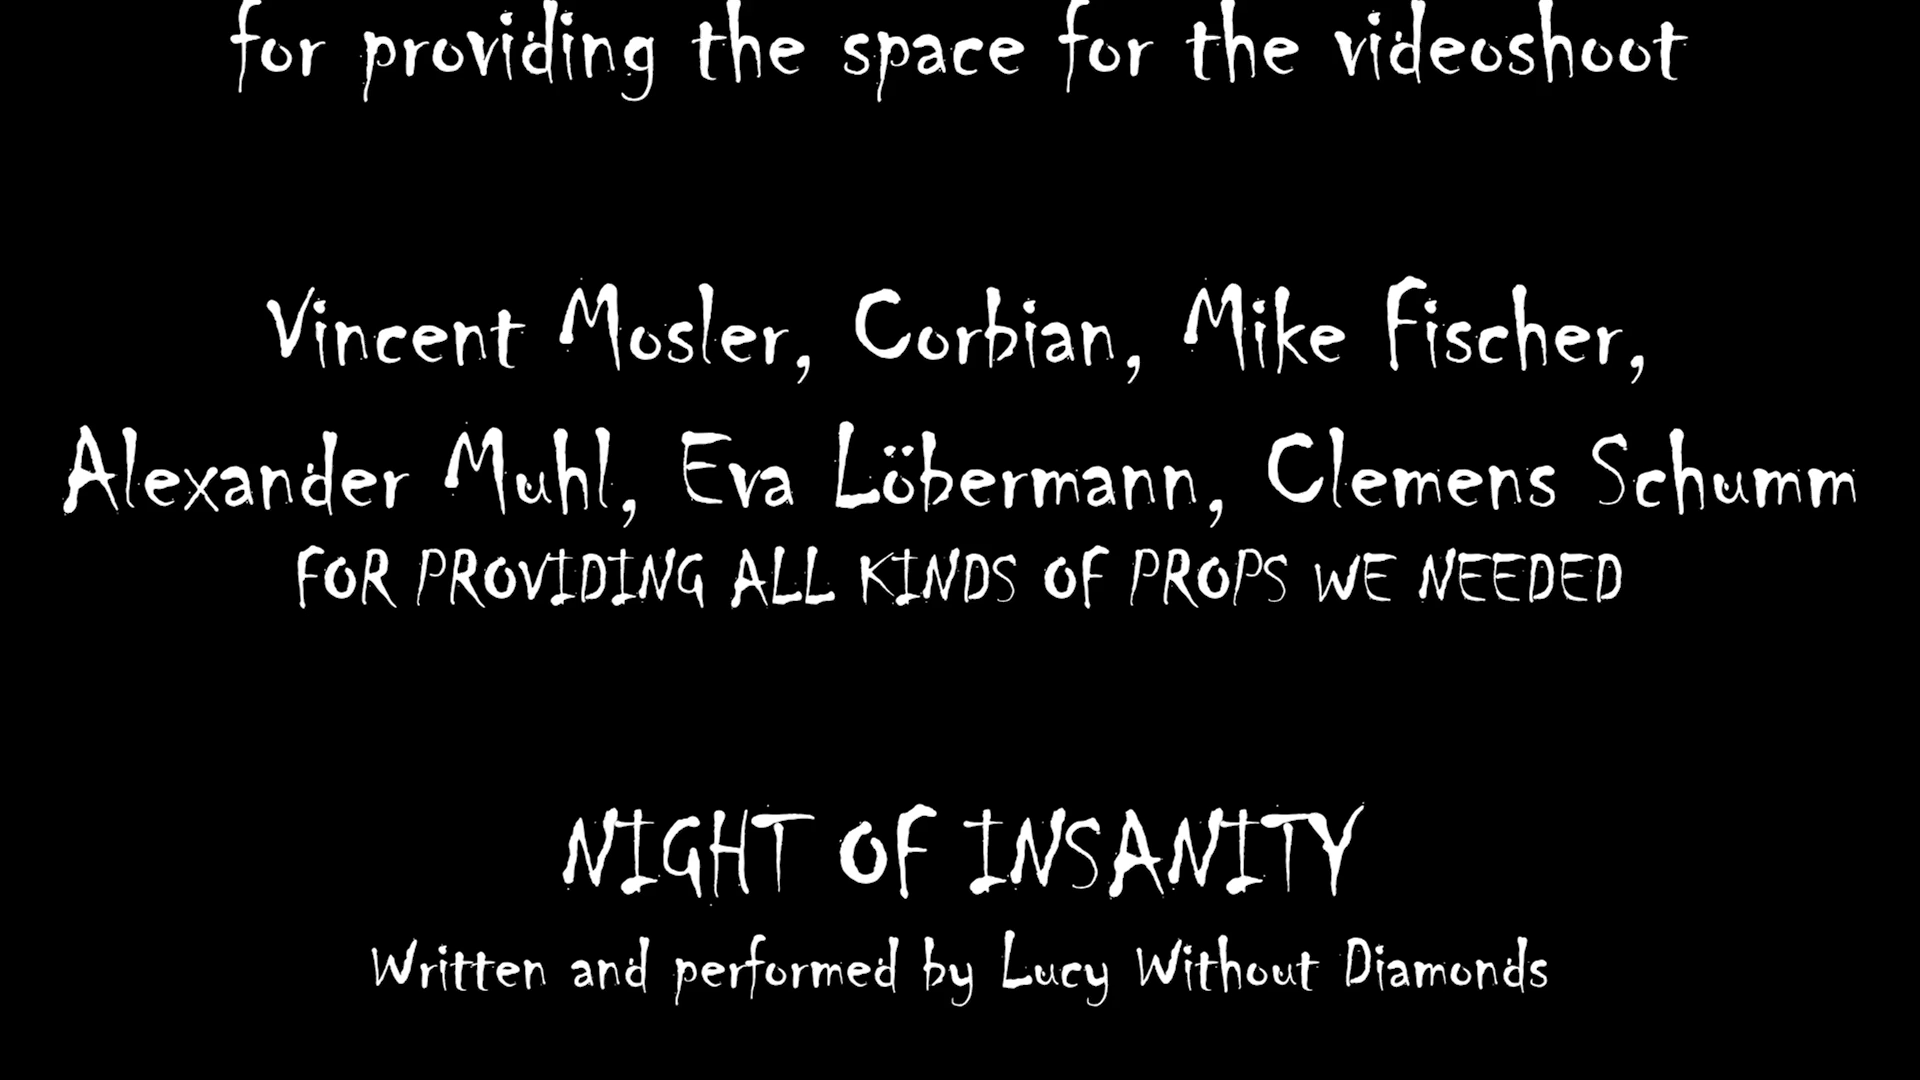 for providing the space for the videoshoot
Vincent Mosler, Corbian, Mike Fischer,
Alexander Muhl, Eva Löbermann, Clemens Schumm
FOR PROVIDING ALL KINDS OF PROPS WE NEEDED
NIGHT OF INSANITY
Written and performed by Lucy Without Diamonds